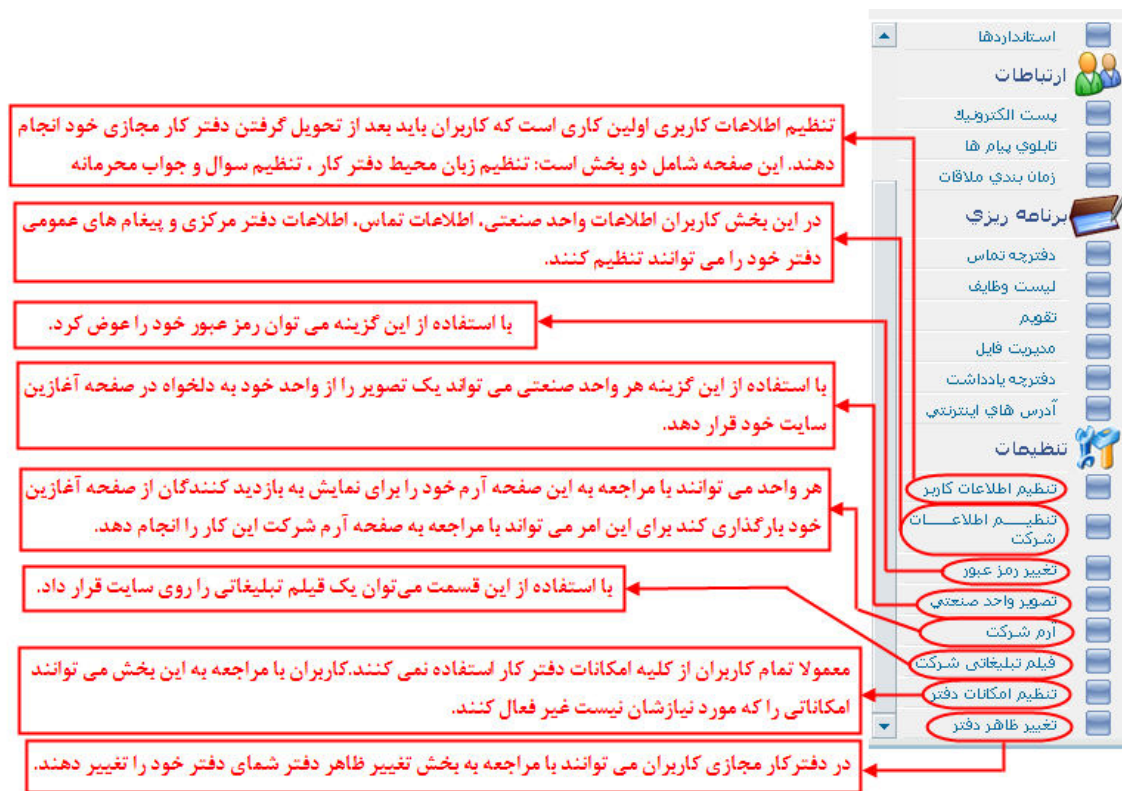 استانداردها
ارتباطات
پست الکترونیک
تابلوي پیام ها
زمان بندي ملاقات
برنامه ریزي
دفترچه تماس
لیست وظایف
تقویم
مدیریت فایل
دفترچه یادداشت
آدرس هاي اینترنتي
تنظیمات
تنظیم اطلاعات کاربر
تنظیـــم اطلاعـــات
شرکت
تغییر رمز عبور
تصویر واحد صنعتي
آرم شرکت
فیلم تبلیغاتی شرکت
تنظیم امکانات دفتر
تغییر ظاهر دفتر
تنظیم اطلاعات کاربری اولین کاری است که کاربران باید بعد از تحویل گرفتن دفتر کار مجازی خود انجام
دهند. این صفحه شامل دو بخش است: تنظیم زبان محیط دفتر کار ، تنظیم سوال و جواب محرمانه
در این بخش کاربران اطلاعات واحد صنعتی، اطلاعات تماس، اطلاعات دفتر مرکزی و پیغام های عمومی
دفتر خود را می توانند تنظیم کنند.
با استفاده از این گزینه می توان رمز عبور خود را عوض کرد.
با استفاده از این گزینه هر واحد صنعتی می تواند یک تصویر را از واحد خود به دلخواه در صفحه آغازین
سایت خود قرار دهد.
هر واحد می توانند با مراجعه به این صفحه آرم خود را برای نمایش به بازدید کنندگان از صفحه آغازین
خود بارگذاری کند برای این امر می تواند با مراجعه به صفحه آرم شرکت این کار را انجام دهد.
با استفاده از این قسمت می‌توان یک فیلم تبلیغاتی را روی سایت قرار داد.
معمولا تمام کاربران از کلیه امکانات دفتر کار استفاده نمی کنند.کاربران با مراجعه به این بخش می توانند
امکاناتی را که مورد نیازشان نیست غیر فعال کنند.
در دفترکار مجازی کاربران می توانند با مراجعه به بخش تغییر ظاهر دفتر شمای دفتر خود را تغییر دهند.